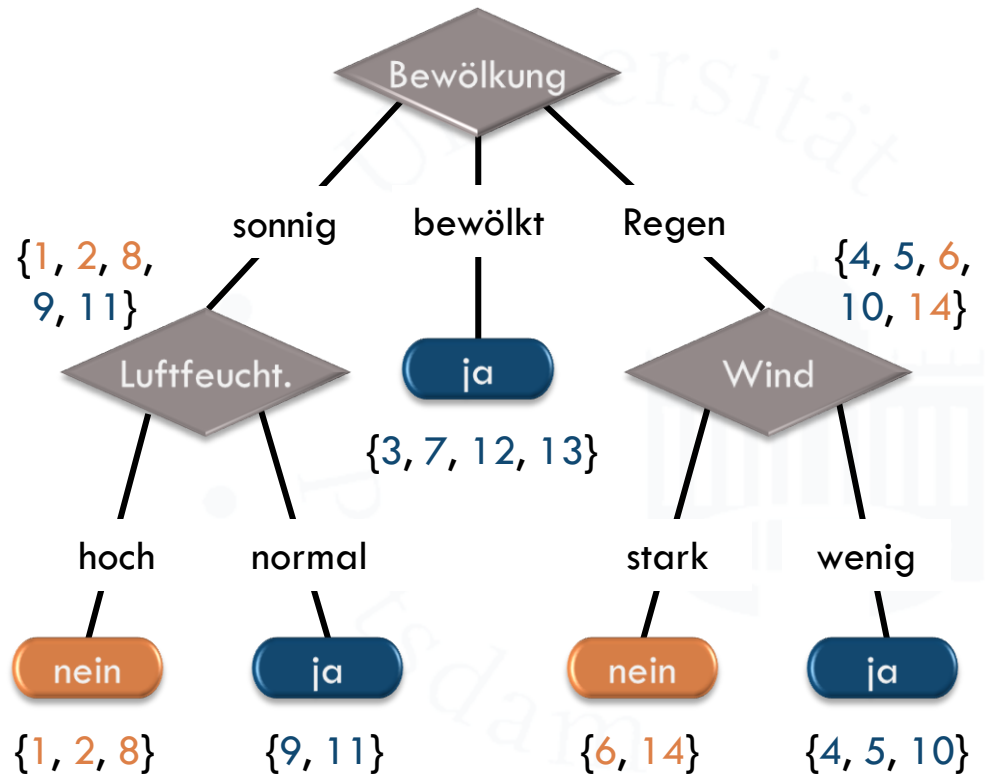 Bewölkung
sonnig
bewölkt
Regen
{1, 2, 8,
9, 11}
{4, 5, 6,
10, 14}
Luftfeucht.
ja
Wind
{3, 7, 12, 13}
hoch
normal
stark
wenig
nein
ja
nein
ja
{1, 2, 8}
{9, 11}
{6, 14}
{4, 5, 10}